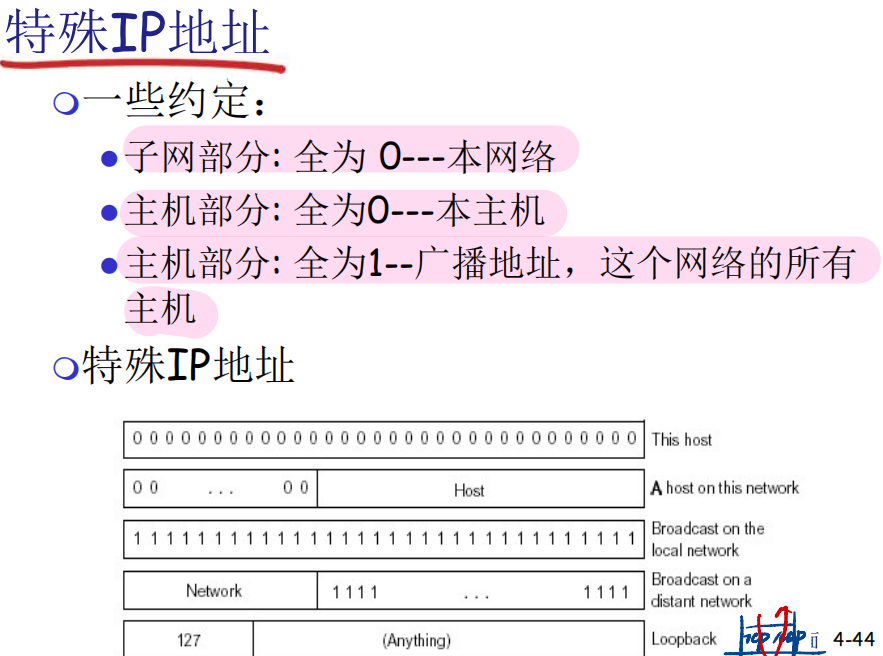 特殊IP地址
一些约定：
子网部分: 全为 0---本网络
主机部分: 全为0---本主机
主机部分: 全为1--广播地址，这个网络的所有
主机
特殊IP地址
0 0 0 0 0 0 0 0 0 0 0 0 0 0 0 0 0 0 0 0 0 0 0 0 0 0 0 0 0 0 0 0 This host
0 0 ... 0 0 Host A host on this network
1 1 1 1 1 1 1 1 1 1 1 1 1 1 1 1 1 1 1 1 1 1 1 1 1 1 1 1 1 1 1 1 Broadcast on the
local network
Network 1 1 1 1 ... 1 1 1 1 Broadcast on a
distant network
127 (Anything) Loopback
4-44